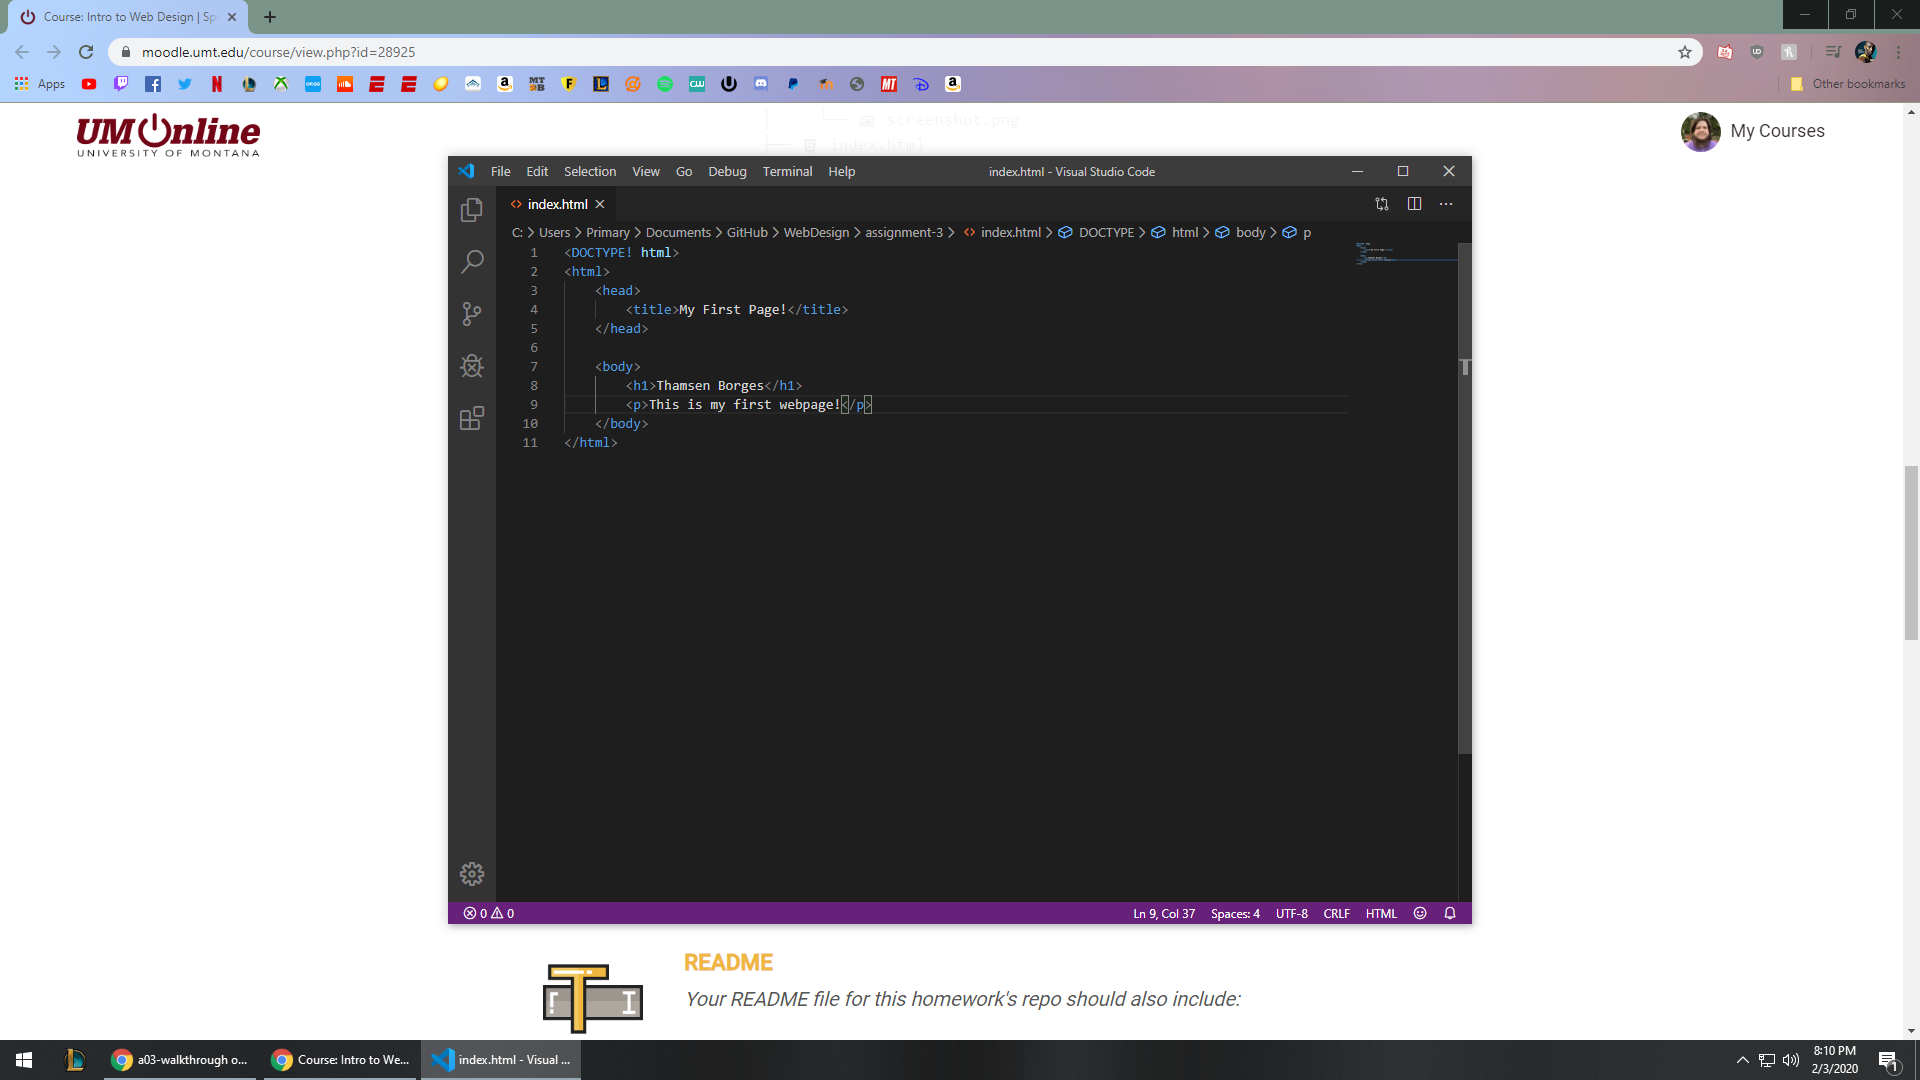 Course: Intro to Web Design | Sp
moodle.umt.edu/course/view.php?id=28925
Apps
Other bookmarks
UM Online
UNIVERSITY OF MONTANA
screenshot.png
index.html
My Courses
File Edit Selection View Go Debug Terminal Help
index.html - Visual Studio Code
index.html
C: > Users > Primary > Documents > GitHub > WebDesign > assignment-3 > index.html > DOCTYPE > html > body > p
1 <DOCTYPE! html>
2 <html>
3 <head>
4 <title>My First Page!</title>
5 </head>
6
7 <body>
8 <h1>Thamsen Borges</h1>
9 <p>This is my first webpage!</p>
10 </body>
11 </html>
0 0
Ln 9, Col 37 Spaces: 4 UTF-8 CRLF HTML
README
Your README file for this homework's repo should also include:
a03-walkthrough o...
Course: Intro to We...
index.html - Visual ...
8:10 PM
2/3/2020
1